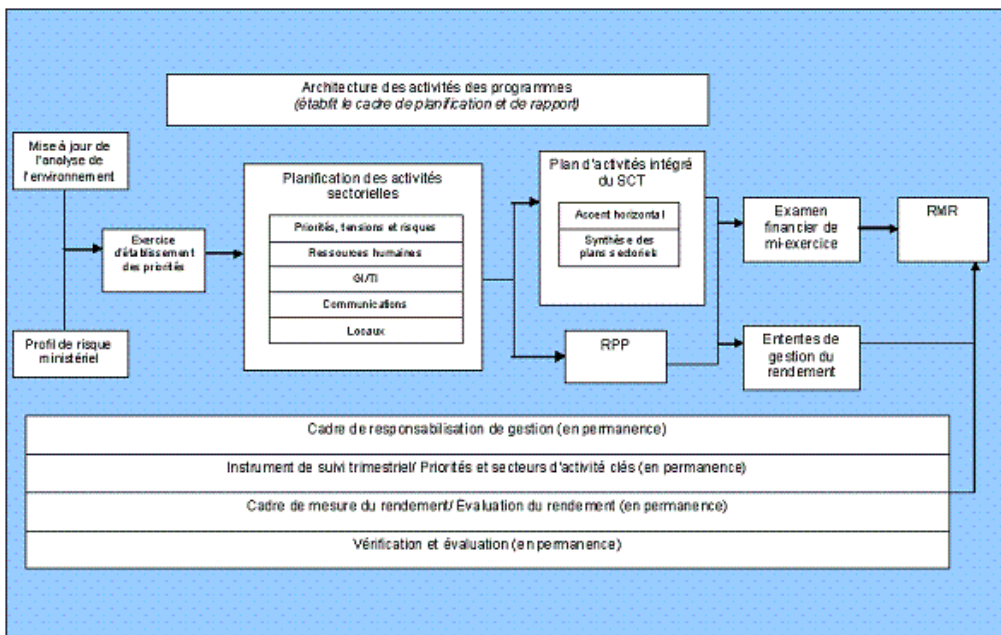 Architecture des activités des programmes
(établit le cadre de planification et de rapport)
Mise à jour de
l'analyse de
l'environnement
Exercice
d'établissement
des priorités
Profil de risque
ministériel
Planification des activités
sectorielles
Priorités, tensions et risques
Ressources humaines
GI/TI
Communications
Locaux
Plan d'activités intégré
du SCT
Accent horizontal
Synthèse des
plans sectoriels
RPP
Examen
financier de
mi-exercice
Ententes de
gestion du
rendement
RMR
Cadre de responsabilisation de gestion (en permanence)
Instrument de suivi trimestriel/ Priorités et secteurs d'activité clés (en permanence)
Cadre de mesure du rendement/ Évaluation du rendement (en permanence)
Vérification et évaluation (en permanence)